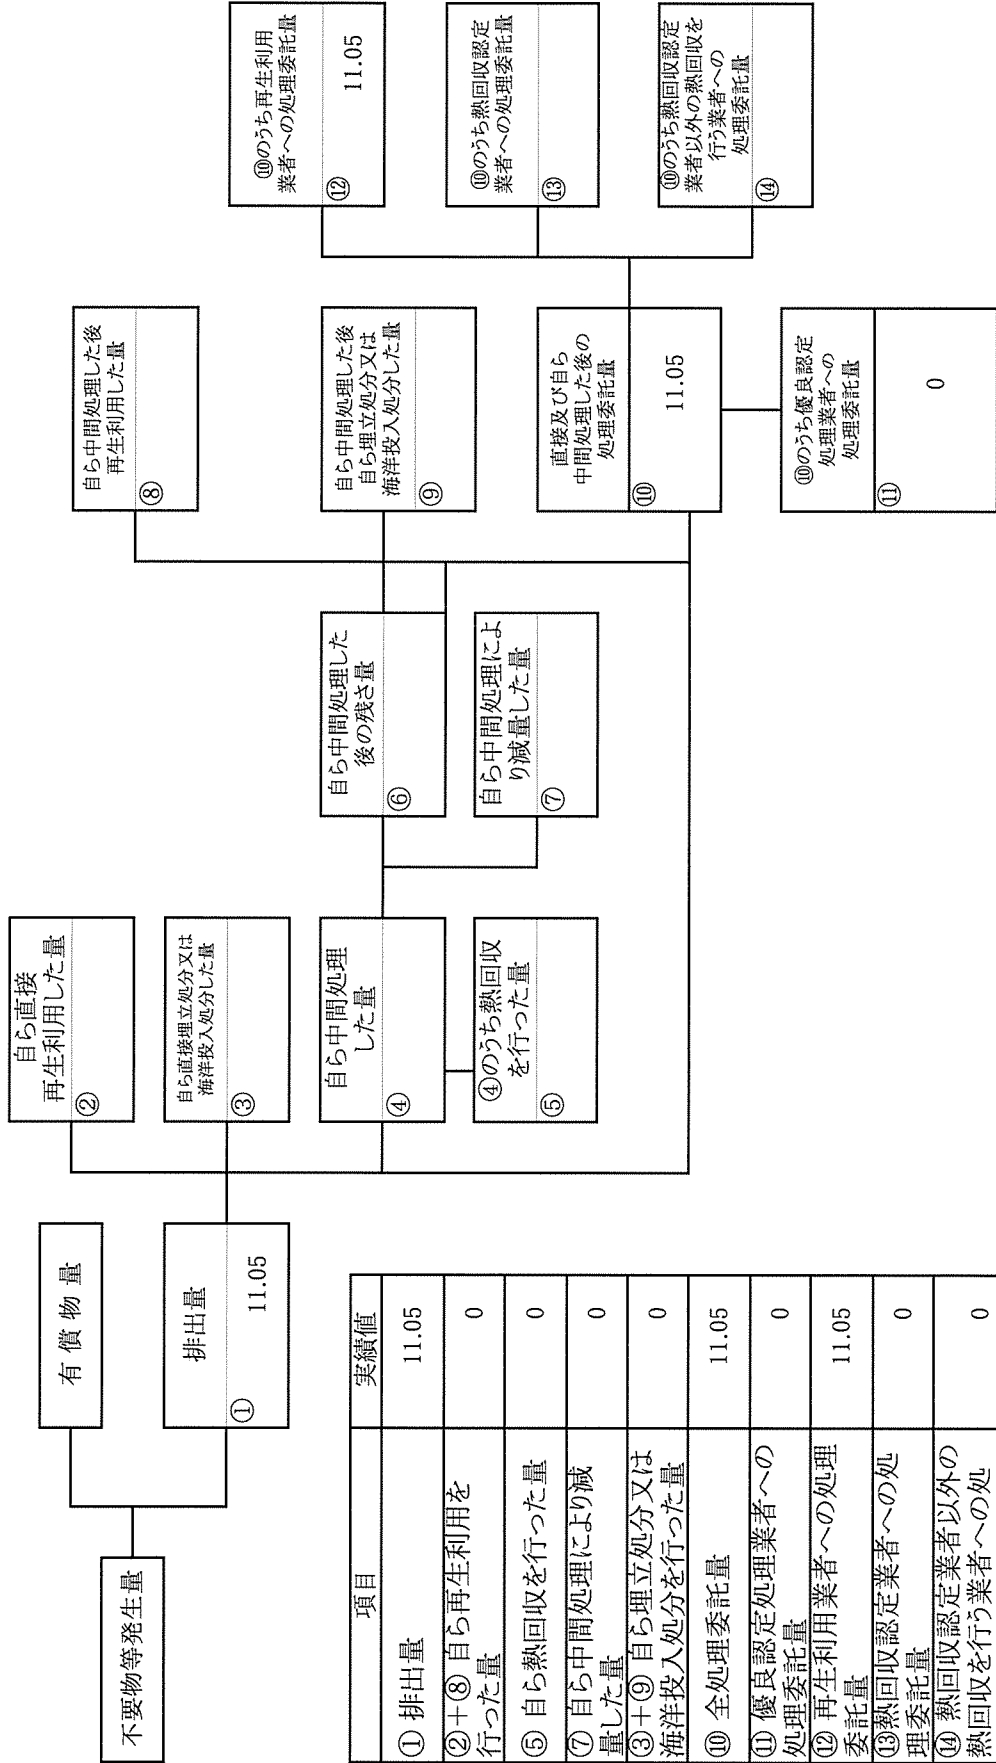 不要物等発生量
有償物量
排出量
①
11.05
自ら直接
再生利用した量
②
自ら直接埋立処分又は
海洋投入処分した量
③
自ら中間処理
した量
④
④のうち熱回収
を行った量
⑤
自ら中間処理した
後の残さ量
⑥
自ら中間処理によ
り減量した量
⑦
自ら中間処理した後
再生利用した量
⑧
自ら中間処理した後
自ら埋立処分又は
海洋投入処分した量
⑨
直接及び自ら
中間処理した後の
処理委託量
⑩
11.05
⑩のうち優良認定
処理業者への
処理委託量
⑪
0
⑩のうち再生利用
業者への処理委託量
⑫
11.05
⑩のうち熱回収認定
業者への処理委託量
⑬
⑩のうち熱回収認定
業者以外の熱回収を
行う業者への
処理委託量
⑭
項目 実績値
① 排出量 11.05
②+⑧ 自ら再生利用を
行った量 0
⑤ 自ら熱回収を行った量 0
⑦ 自ら中間処理により減
量した量 0
③+⑨ 自ら埋立処分又は
海洋投入処分を行った量 0
⑩ 全処理委託量 11.05
⑪ 優良認定処理業者への
処理委託量 0
⑫ 再生利用業者への処理
委託量 11.05
⑬熱回収認定業者への処
理委託量 0
⑭ 熱回収認定業者以外の
熱回収を行う業者への処 0